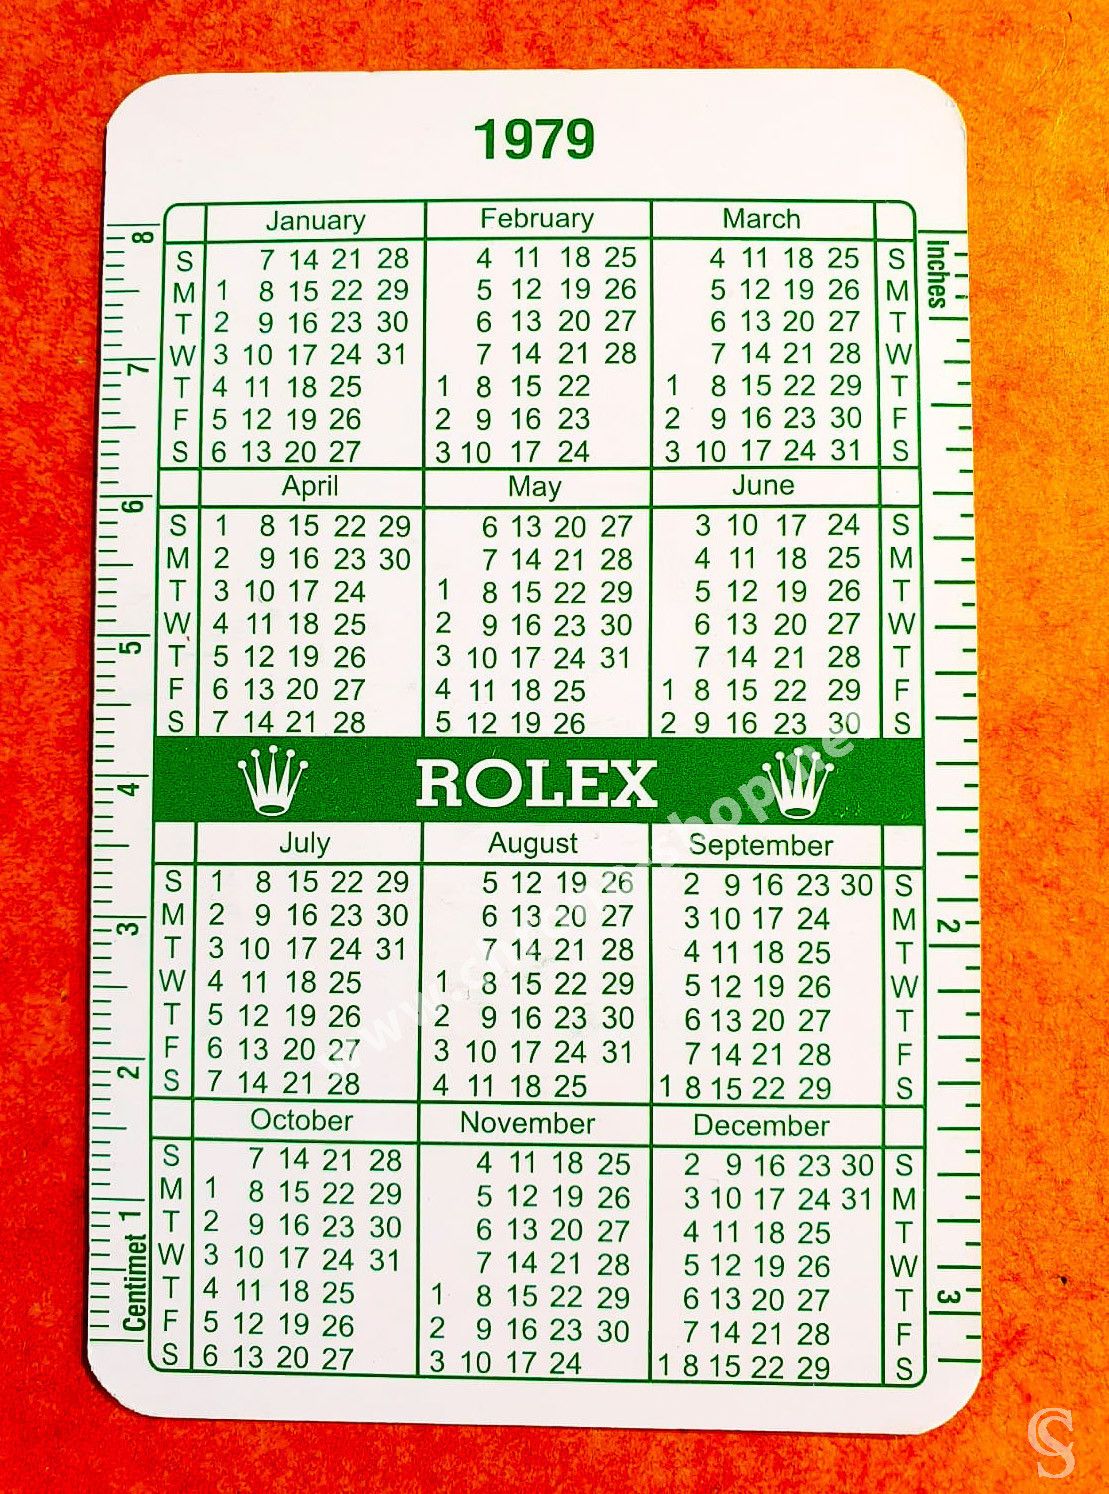 1979
January February March
S 7 14 21 28 4 11 18 25 4 11 18 25 S
M 1 8 15 22 29 5 12 19 26 5 12 19 26 M
T 2 9 16 23 30 6 13 20 27 6 13 20 27 T
W 3 10 17 24 31 7 14 21 28 7 14 21 28 W
T 4 11 18 25 1 8 15 22 1 8 15 22 29 T
F 5 12 19 26 2 9 16 23 2 9 16 23 30 F
S 6 13 20 27 3 10 17 24 3 10 17 24 31 S
April May June
S 1 8 15 22 29 6 13 20 27 3 10 17 24 S
M 2 9 16 23 30 7 14 21 28 4 11 18 25 M
T 3 10 17 24 1 8 15 22 29 5 12 19 26 T
W 4 11 18 25 2 9 16 23 30 6 13 20 27 W
T 5 12 19 26 3 10 17 24 31 7 14 21 28 T
F 6 13 20 27 4 11 18 25 1 8 15 22 29 F
S 7 14 21 28 5 12 19 26 2 9 16 23 30 S
ROLEX
July August September
S 1 8 15 22 29 5 12 19 26 2 9 16 23 30 S
M 2 9 16 23 30 6 13 20 27 3 10 17 24 M
T 3 10 17 24 31 7 14 21 28 4 11 18 25 T
W 4 11 18 25 1 8 15 22 29 5 12 19 26 W
T 5 12 19 26 2 9 16 23 30 6 13 20 27 T
F 6 13 20 27 3 10 17 24 31 7 14 21 28 F
S 7 14 21 28 4 11 18 25 1 8 15 22 29 S
October November December
S 7 14 21 28 4 11 18 25 2 9 16 23 30 S
M 1 8 15 22 29 5 12 19 26 3 10 17 24 31 M
T 2 9 16 23 30 6 13 20 27 4 11 18 25 T
W 3 10 17 24 31 7 14 21 28 5 12 19 26 W
T 4 11 18 25 1 8 15 22 29 6 13 20 27 T
F 5 12 19 26 2 9 16 23 30 7 14 21 28 F
S 6 13 20 27 3 10 17 24 1 8 15 22 29 S
Centimet 1 2 3 4 5 6 7 8
Inches 2 3